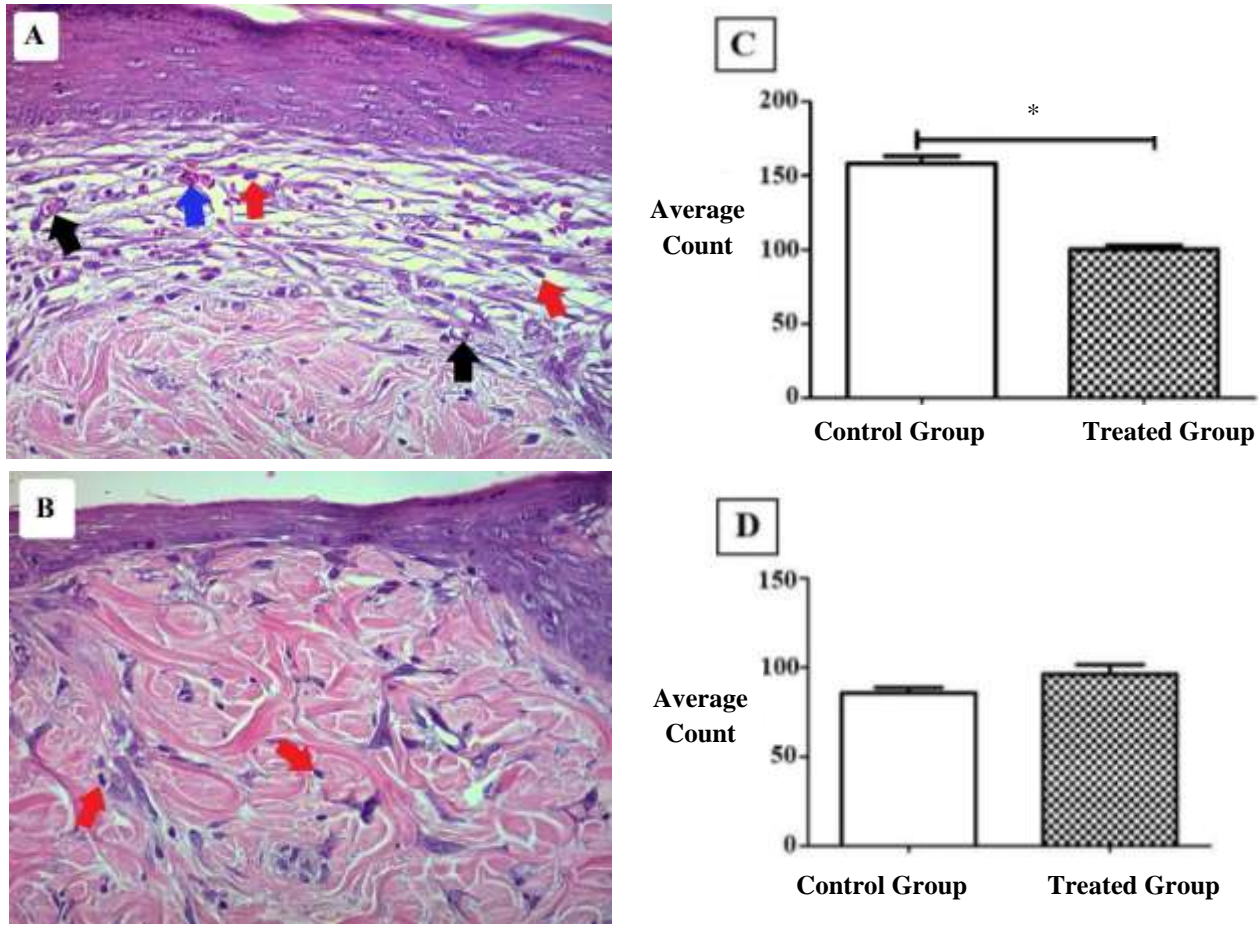 A
B
C
200
*
150
Average
Count
100
50
0
Control Group Treated Group
D
150
100
Average
Count
50
0
Control Group Treated Group